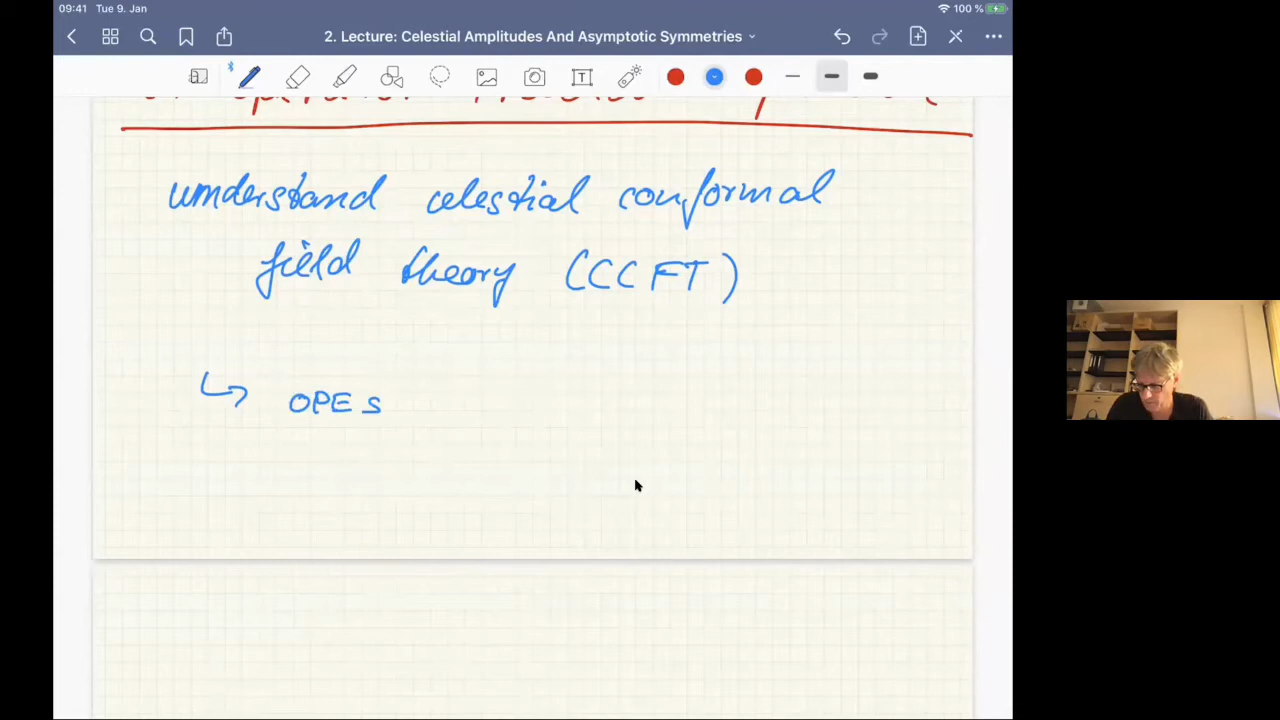 09:41 Tue 9. Jan 100 %
2. Lecture: Celestial Amplitudes And Asymptotic Symmetries
understand celestial conformal
field theory (CCFT)
↪ OPEs